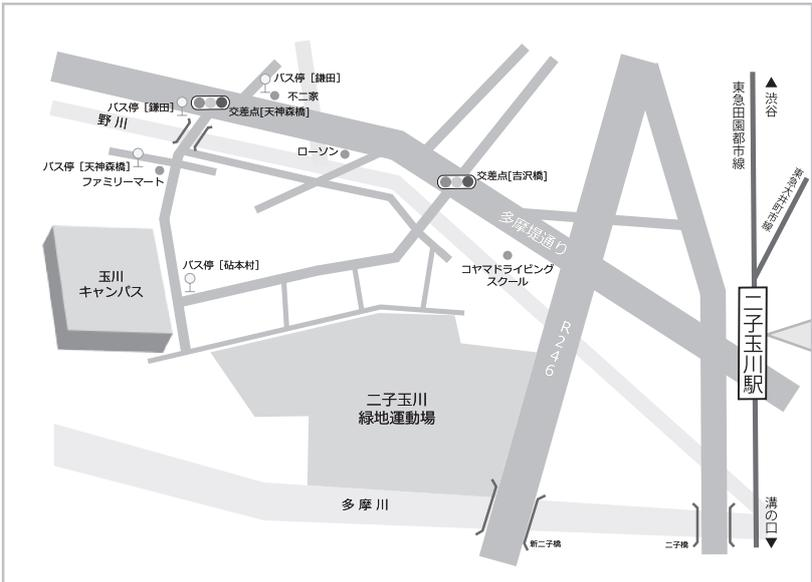 バス停［鎌田］
不二家
バス停［鎌田］
交差点[天神森橋]
野川
ローソン
バス停［天神森橋］
ファミリーマート
交差点[吉沢橋]
多摩堤通り
コヤマドライビング
スクール
バス停［砧本村］
玉川
キャンパス
二子玉川
緑地運動場
R246
多摩川
新二子橋
二子橋
東急田園都市線
▲渋谷
東急大井町市線
二子玉川駅
溝の口▼